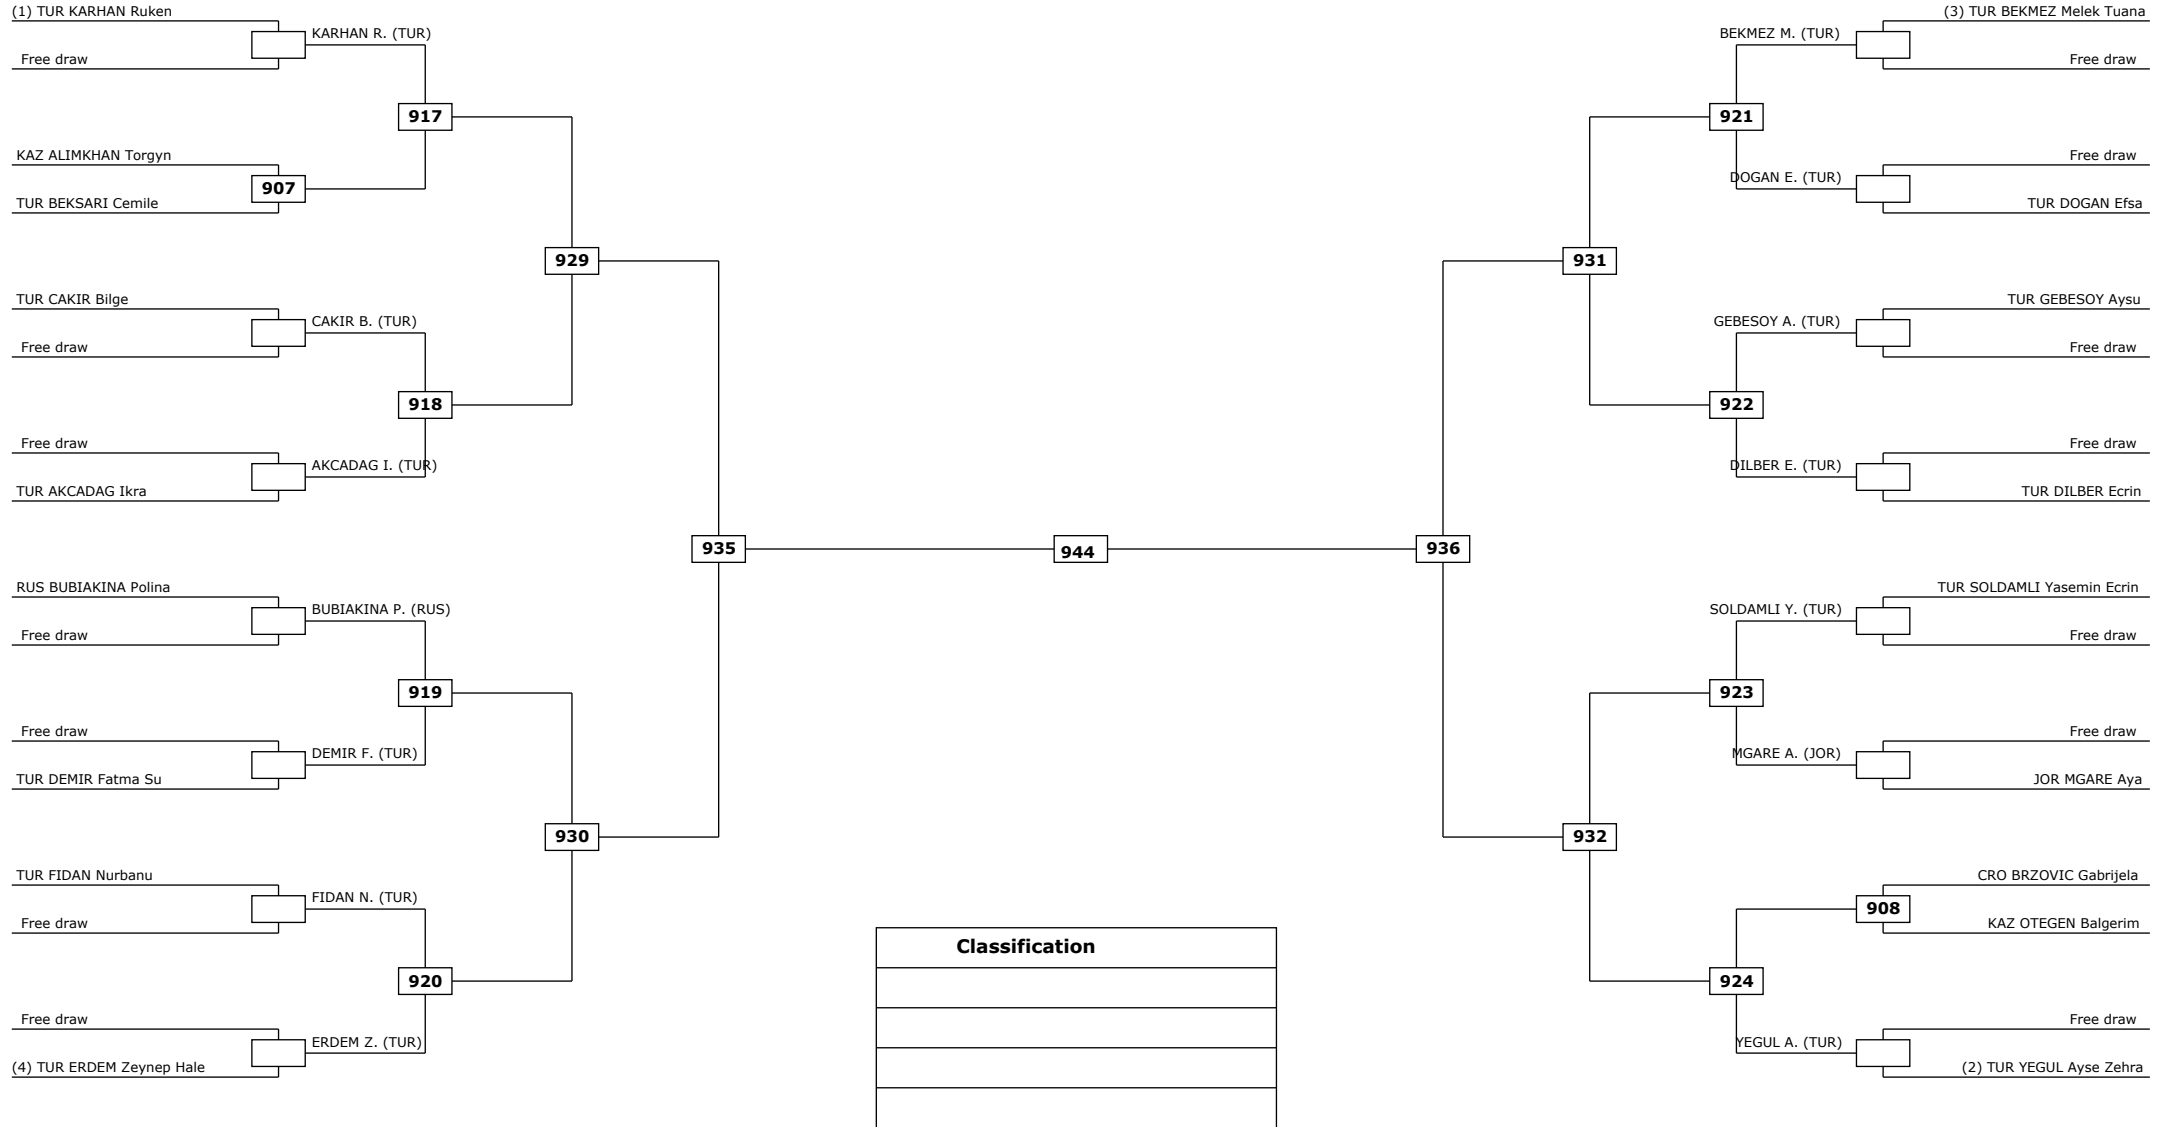 (1) TUR KARHAN Ruken
KARHAN R. (TUR)
Free draw
917
KAZ ALIMKHAN Torgyn
907
TUR BEKSARI Cemile
929
TUR CAKIR Bilge
CAKIR B. (TUR)
Free draw
918
Free draw
AKCADAG I. (TUR)
TUR AKCADAG Ikra
935
RUS BUBIAKINA Polina
BUBIAKINA P. (RUS)
Free draw
919
Free draw
DEMIR F. (TUR)
TUR DEMIR Fatma Su
930
TUR FIDAN Nurbanu
FIDAN N. (TUR)
Free draw
920
Free draw
ERDEM Z. (TUR)
(4) TUR ERDEM Zeynep Hale
944
Classification
(3) TUR BEKMEZ Melek Tuana
BEKMEZ M. (TUR)
Free draw
921
Free draw
DOGAN E. (TUR)
TUR DOGAN Efsa
931
TUR GEBESOY Aysu
GEBESOY A. (TUR)
Free draw
922
Free draw
DILBER E. (TUR)
TUR DILBER Ecrin
936
TUR SOLDAMLI Yasemin Ecrin
SOLDAMLI Y. (TUR)
Free draw
923
Free draw
MGARE A. (JOR)
JOR MGARE Aya
932
CRO BRZOVIC Gabrijela
908
KAZ OTEGEN Balgerim
924
Free draw
YEGUL A. (TUR)
(2) TUR YEGUL Ayse Zehra